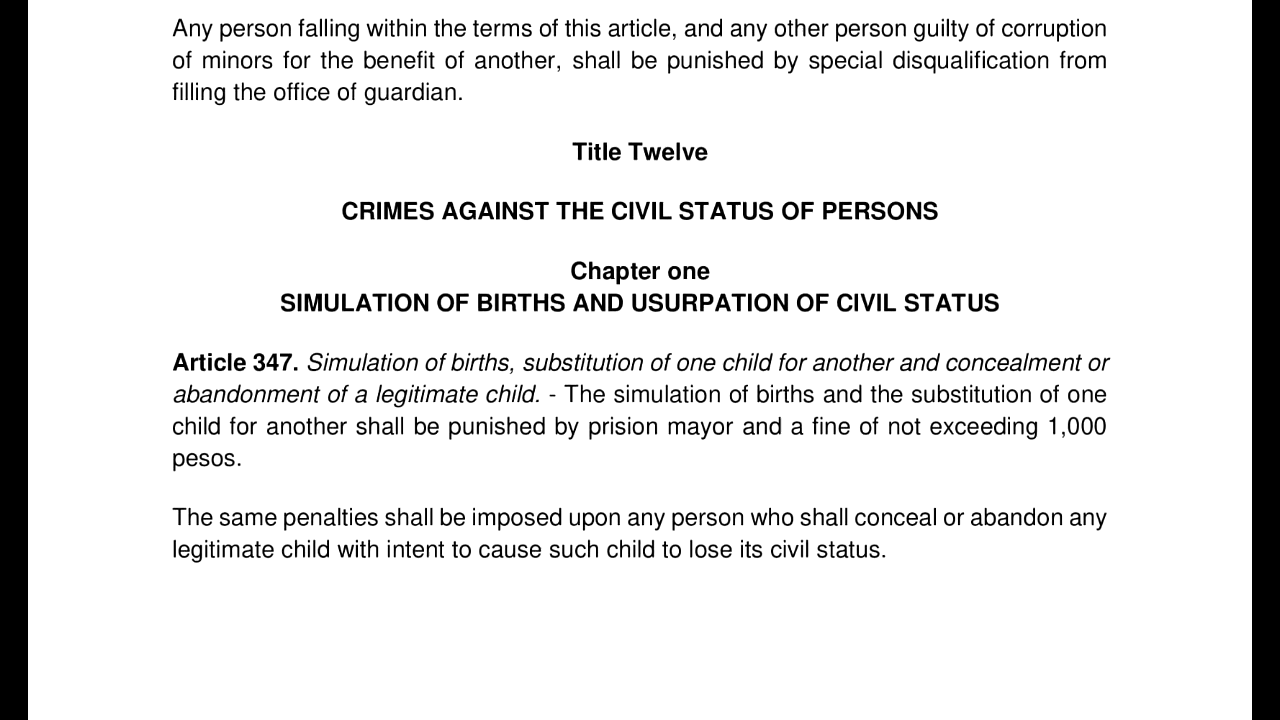 Any person falling within the terms of this article, and any other person guilty of corruption
of minors for the benefit of another, shall be punished by special disqualification from
filling the office of guardian.
Title Twelve
CRIMES AGAINST THE CIVIL STATUS OF PERSONS
Chapter one
SIMULATION OF BIRTHS AND USURPATION OF CIVIL STATUS
Article 347. Simulation of births, substitution of one child for another and concealment or
abandonment of a legitimate child. - The simulation of births and the substitution of one
child for another shall be punished by prision mayor and a fine of not exceeding 1,000
pesos.
The same penalties shall be imposed upon any person who shall conceal or abandon any
legitimate child with intent to cause such child to lose its civil status.